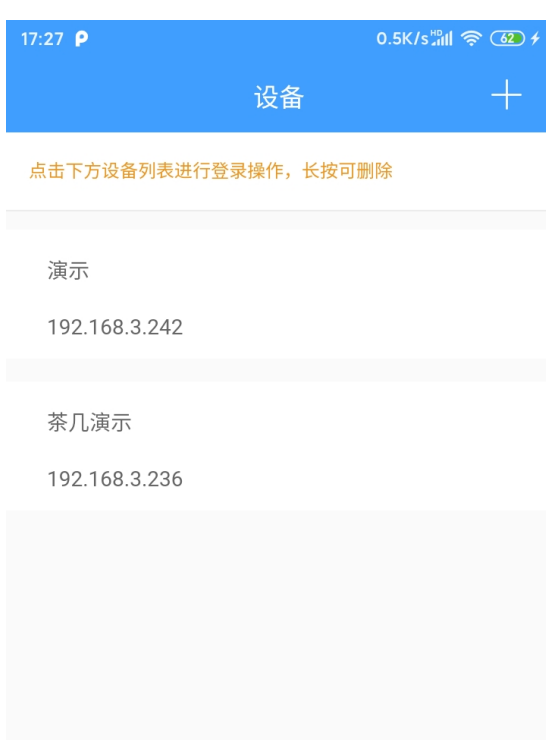 17:27 0.5K/s HD 62
设备
点击下方设备列表进行登录操作，长按可删除
演示
192.168.3.242
茶几演示
192.168.3.236